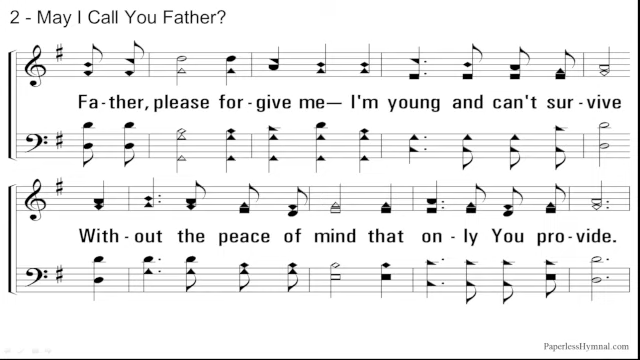 2 - May I Call You Father?
Fa-ther, please for-give me— I'm young and can't sur-vive
With-out the peace of mind that on-ly You pro-vide.
PaperlessHymnal.com